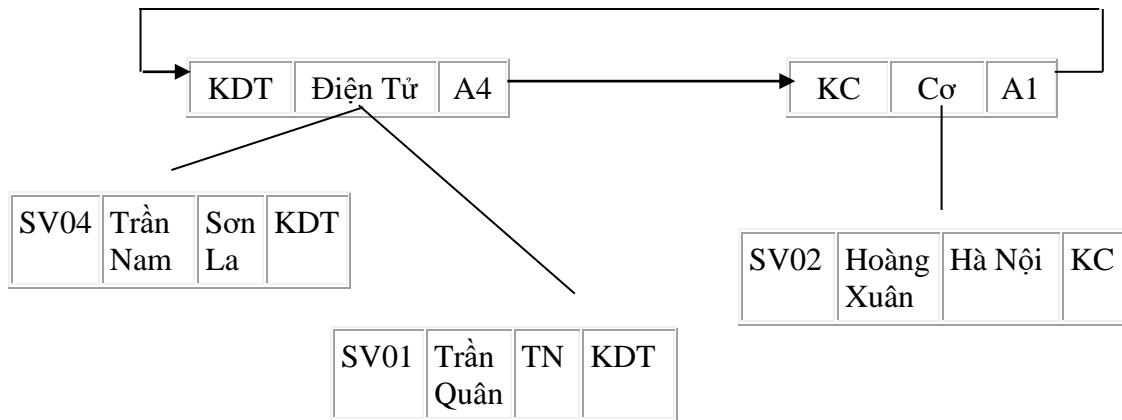 KDT Điện Tử A4
KC Cơ A1
SV04 Trần Nam Sơn La KDT
SV02 Hoàng Xuân Hà Nội KC
SV01 Trần Quân TN KDT